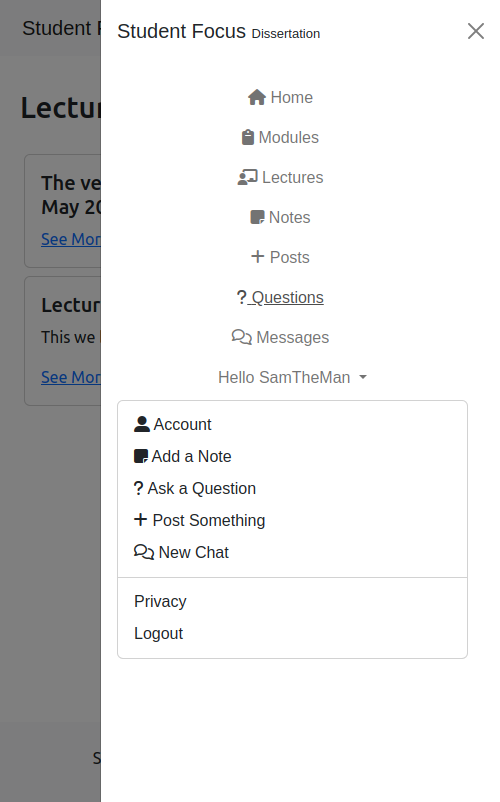 Student F
Student Focus Dissertation
Home
Modules
Lectures
Notes
Posts
? Questions
Messages
Hello SamTheMan
Account
Add a Note
? Ask a Question
Post Something
New Chat
Privacy
Logout
Lectur
The ve
May 20
See Mor
Lectur
This we
See Mor
S